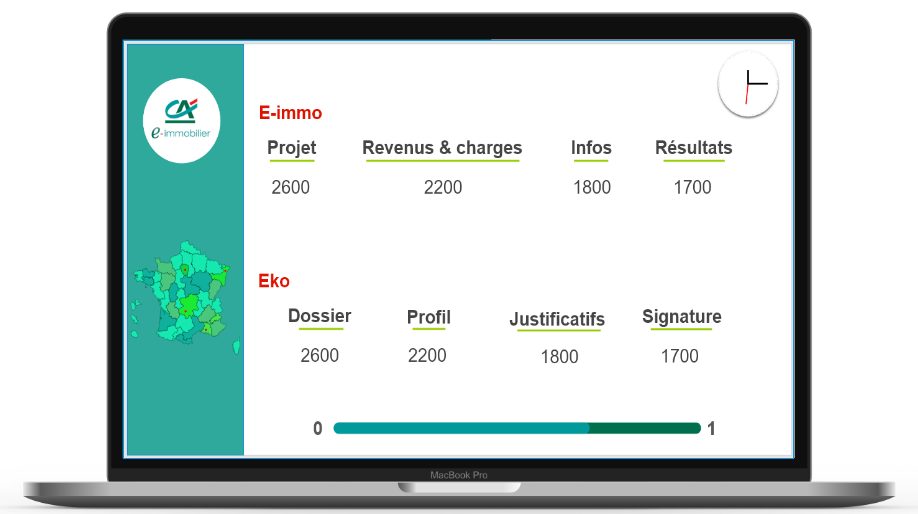 CA
e-immobilier
E-immo
Projet Revenus & charges Infos Résultats
2600 2200 1800 1700
Eko
Dossier Profil Justificatifs Signature
2600 2200 1800 1700
0 1
MacBook Pro